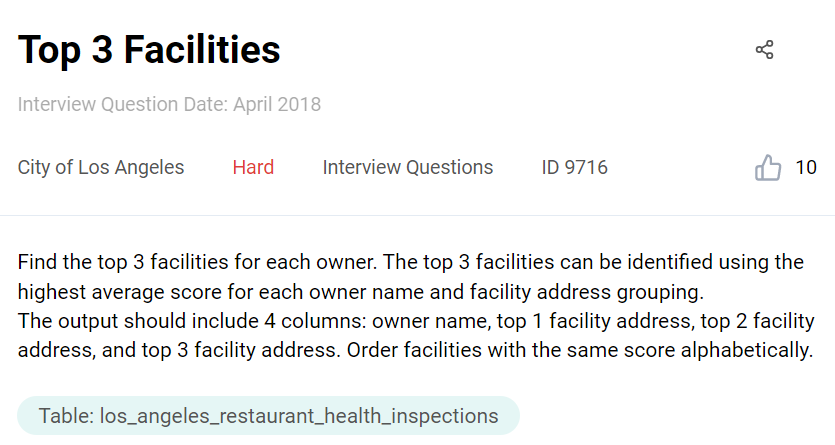 Top 3 Facilities
Interview Question Date: April 2018
City of Los Angeles Hard Interview Questions ID 9716 10
Find the top 3 facilities for each owner. The top 3 facilities can be identified using the
highest average score for each owner name and facility address grouping.
The output should include 4 columns: owner name, top 1 facility address, top 2 facility
address, and top 3 facility address. Order facilities with the same score alphabetically.
Table: los_angeles_restaurant_health_inspections